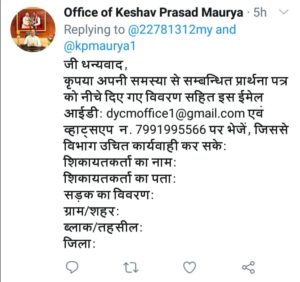 Office of Keshav Prasad Maurya · 5h
Replying to @22781312my and
@kpmaurya1
जी धन्यवाद,
कृपया अपनी समस्या से सम्बन्धित प्रार्थना पत्र
को नीचे दिए गए विवरण सहित इस ईमेल
आईडी: dycmoffice1@gmail.com एवं
व्हाट्सएप न. 7991995566 पर भेजें, जिससे
विभाग उचित कार्यवाही कर सके:
शिकायतकर्ता का नाम:
शिकायतकर्ता का पता:
सड़क का विवरण:
ग्राम/शहर:
ब्लाक/तहसील:
जिला: